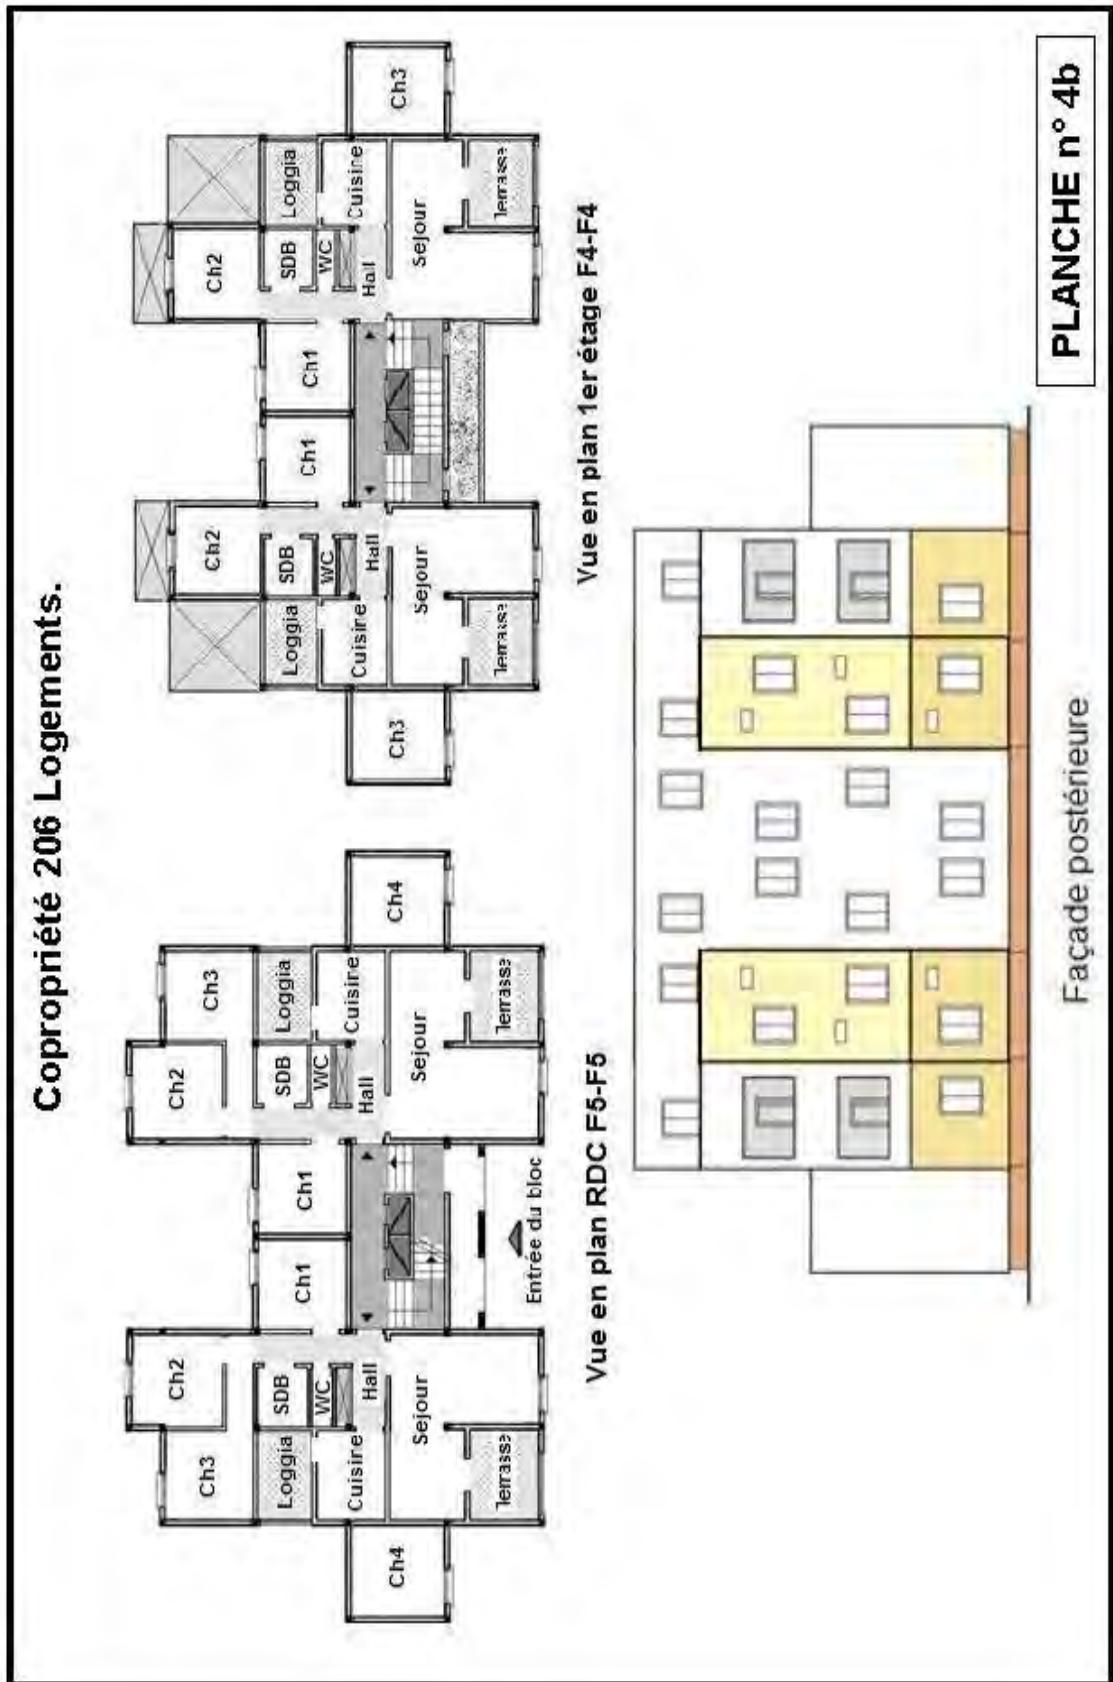 Copropriété 206 Logements.
Ch2
Ch2
Ch3
Ch3
Loggia
SDB
Ch1
Ch1
SDB
Loggia
WC
WC
Cuisine
Hall
Hall
Cuisine
Ch4
Ch4
Sejour
Sejour
Terrasse
Terrasse
Entrée du bloc
Vue en plan RDC F5-F5
Ch2
Ch2
Loggia
SDB
Ch1
Ch1
SDB
Loggia
WC
WC
Cuisine
Hall
Hall
Cuisine
Ch3
Ch3
Sejour
Sejour
Terrasse
Terrasse
Vue en plan 1er étage F4-F4
Façade postérieure
PLANCHE n° 4b